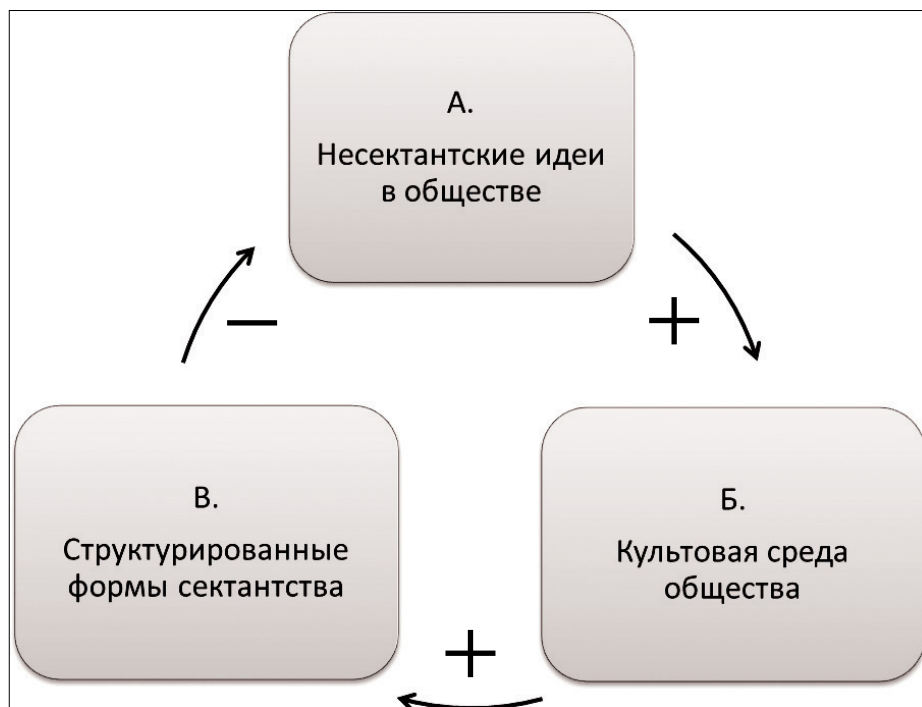 А.
Несектантские идеи
в обществе
−
+
В.
Структурированные
формы сектантства
Б.
Культовая среда
общества
+